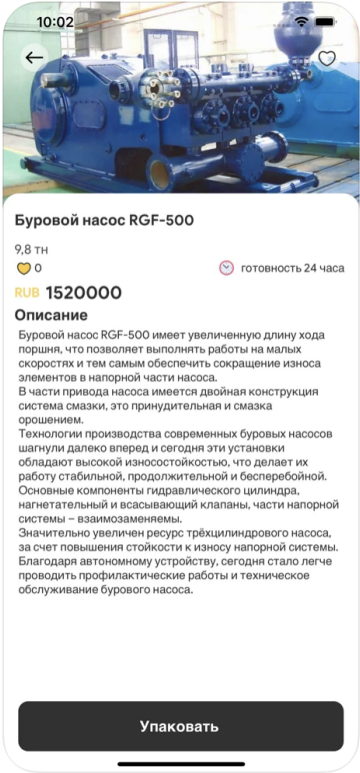 10:02
Буровой насос RGF-500
9,8 тн
0
готовность 24 часа
RUB 1520000
Описание
Буровой насос RGF-500 имеет увеличенную длину хода
поршня, что позволяет выполнять работы на малых
скоростях и тем самым обеспечить сокращение износа
элементов в напорной части насоса.
В части привода насоса имеется двойная конструкция
система смазки, это принудительная и смазка
орошением.
Технологии производства современных буровых насосов
шагнули далеко вперед и сегодня эти установки
обладают высокой износостойкостью, что делает их
работу стабильной, продолжительной и бесперебойной.
Основные компоненты гидравлического цилиндра,
нагнетательный и всасывающий клапаны, части напорной
системы – взаимозаменяемы.
Значительно увеличен ресурс трёхцилиндрового насоса,
за счет повышения стойкости к износу напорной системы.
Благодаря автономному устройству, сегодня стало легче
проводить профилактические работы и техническое
обслуживание бурового насоса.
Упаковать